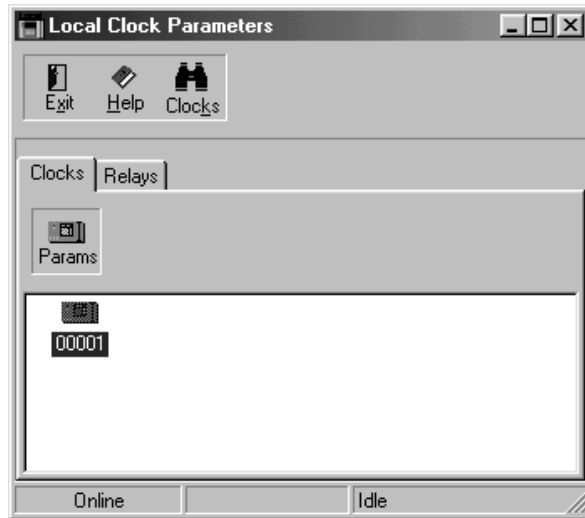 Local Clock Parameters
Exit Help Clocks
Clocks Relays
Params
00001
Online Idle